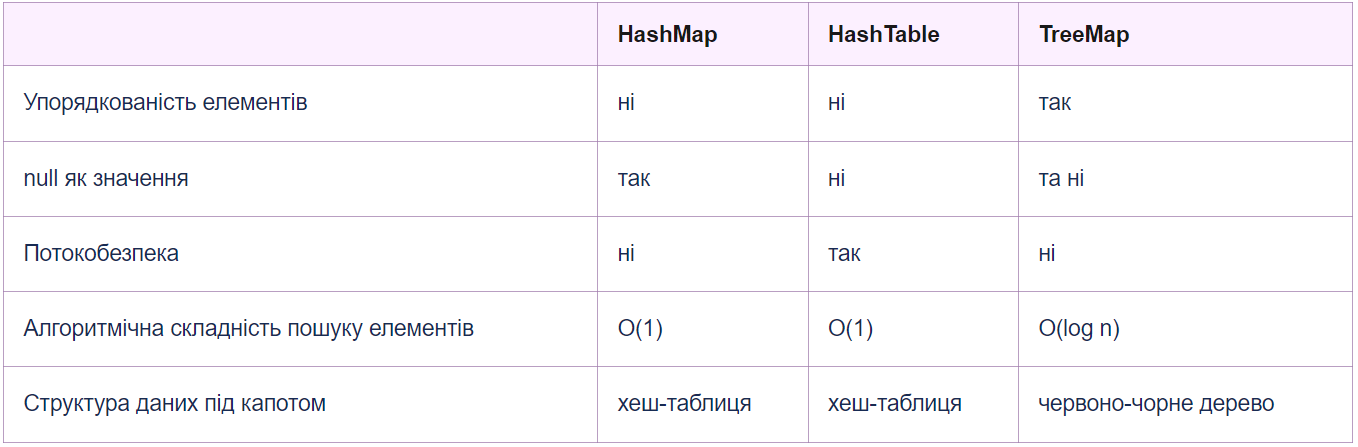 HashMap HashTable TreeMap
Упорядкованість елементів ні ні так
null як значення так ні та ні
Потокобезпека ні так ні
Алгоритмічна складність пошуку елементів O(1) O(1) O(log n)
Структура даних під капотом хеш-таблиця хеш-таблиця червоно-чорне дерево